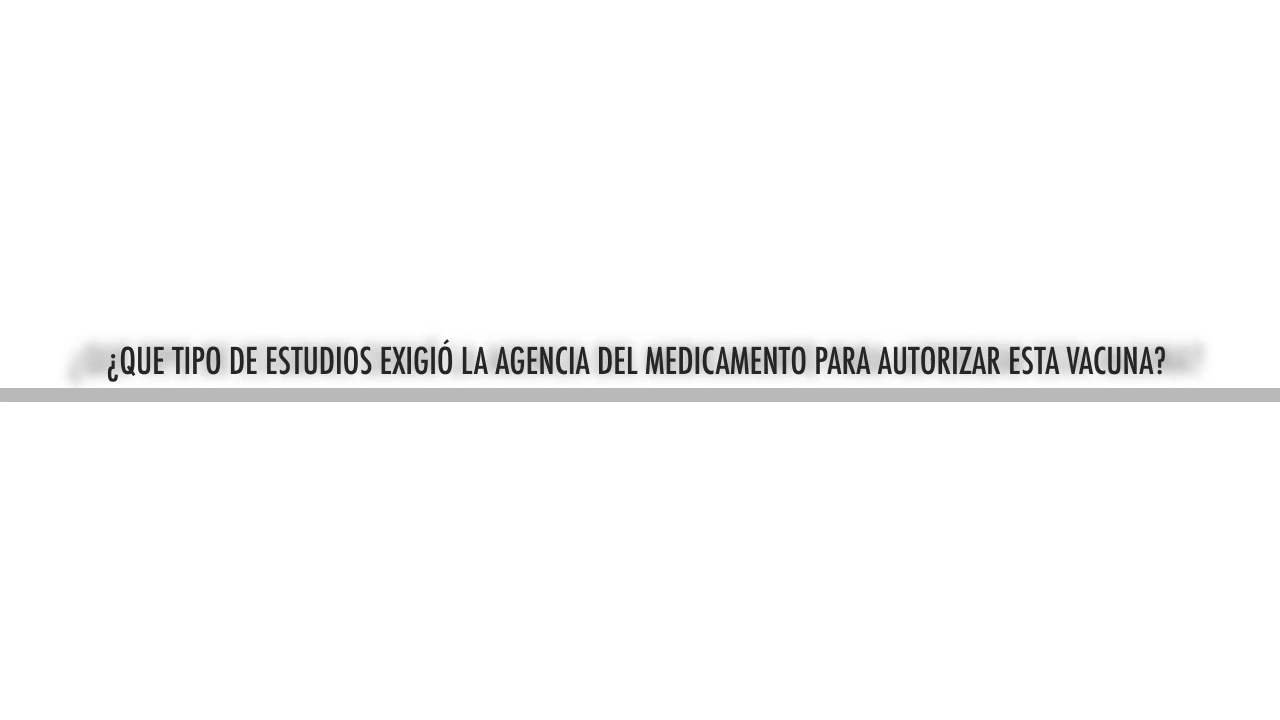 ¿QUE TIPO DE ESTUDIOS EXIGIÓ LA AGENCIA DEL MEDICAMENTO PARA AUTORIZAR ESTA VACUNA?